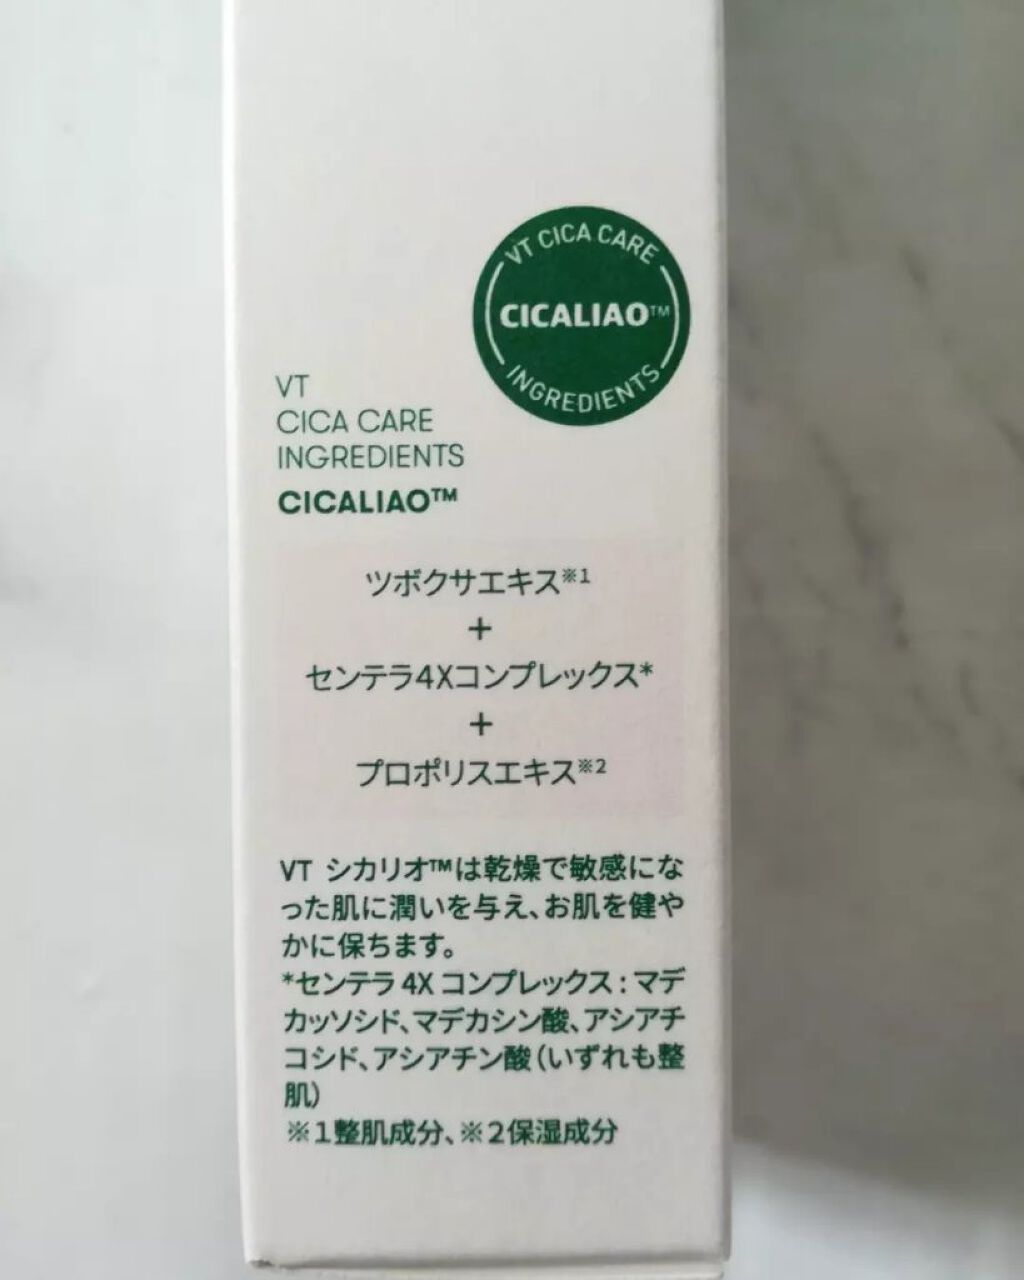 VT CICA CARE
CICALIAO™
INGREDIENTS
VT
CICA CARE
INGREDIENTS
CICALIAO™
ツボクサエキス※1
+
センテラ4Xコンプレックス*
+
プロポリスエキス※2
VT シカリオ™は乾燥で敏感にな
った肌に潤いを与え、お肌を健や
かに保ちます。
*センテラ 4X コンプレックス : マデ
カッソシド、マデカシン酸、アシアチ
コシド、アシアチン酸(いずれも整
肌)
※1整肌成分、※2保湿成分